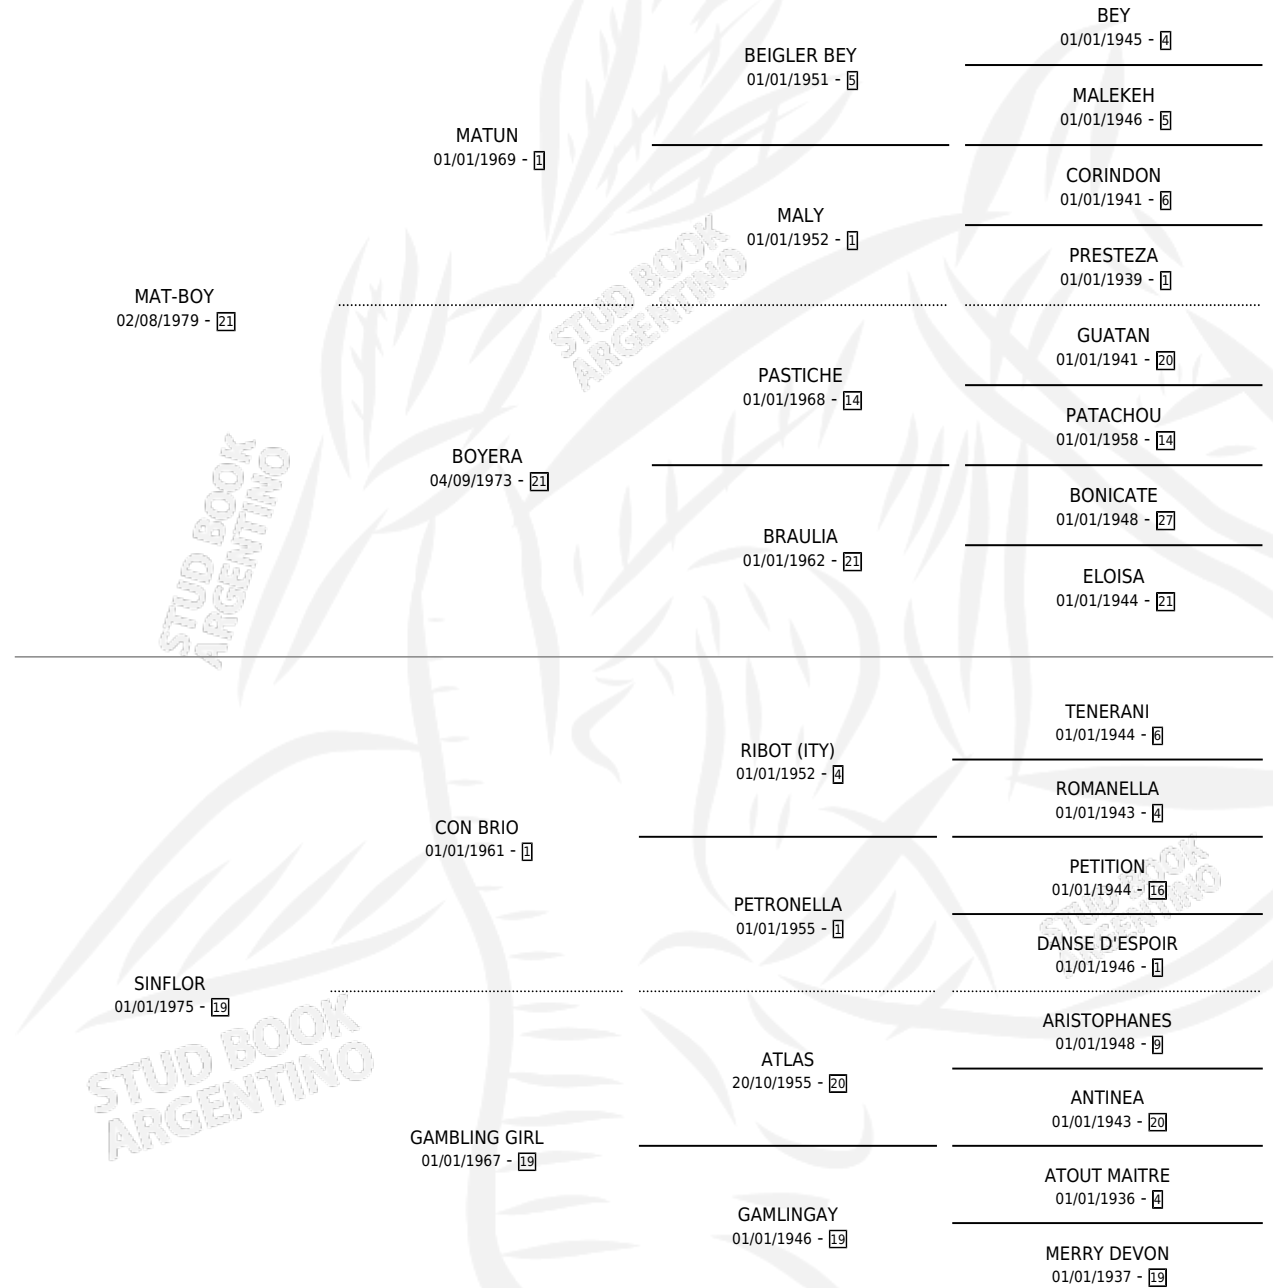 BEY
01/01/1945 - 4
BEIGLER BEY
01/01/1951 - 5
MALEKEH
01/01/1946 - 5
MATUN
01/01/1969 - 1
CORINDON
01/01/1941 - 6
MALY
01/01/1952 - 1
PRESTEZA
01/01/1939 - 1
MAT-BOY
02/08/1979 - 21
GUATAN
01/01/1941 - 20
PASTICHE
01/01/1968 - 14
PATACHOU
01/01/1958 - 14
BOYERA
04/09/1973 - 21
BONICATE
01/01/1948 - 27
BRAULIA
01/01/1962 - 21
ELOISA
01/01/1944 - 21
STUD BOOK
ARGENTINO
STUD BOOK
ARGENTINO
TENERANI
01/01/1944 - 6
RIBOT (ITY)
01/01/1952 - 4
ROMANELLA
01/01/1943 - 4
CON BRIO
01/01/1961 - 1
PETITION
01/01/1944 - 16
PETRONELLA
01/01/1955 - 1
DANSE D'ESPOIR
01/01/1946 - 1
SINFLOR
01/01/1975 - 19
ARISTOPHANES
01/01/1948 - 9
ATLAS
20/10/1955 - 20
ANTINEA
01/01/1943 - 20
GAMBLING GIRL
01/01/1967 - 19
ATOUT MAITRE
01/01/1936 - 4
GAMLINGAY
01/01/1946 - 19
MERRY DEVON
01/01/1937 - 19
STUD BOOK
ARGENTINO
STUD BOOK
ARGENTINO